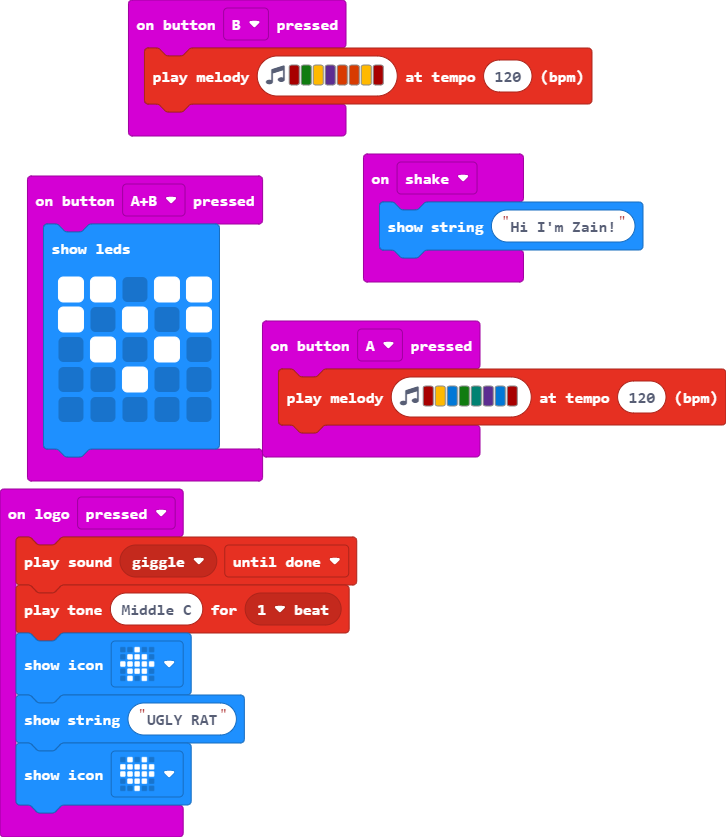 on button B pressed
play melody at tempo 120 (bpm)
on button A+B pressed
show leds
on shake
show string "Hi I'm Zain!"
on button A pressed
play melody at tempo 120 (bpm)
on logo pressed
play sound giggle until done
play tone Middle C for 1 beat
show icon
show string "UGLY RAT"
show icon